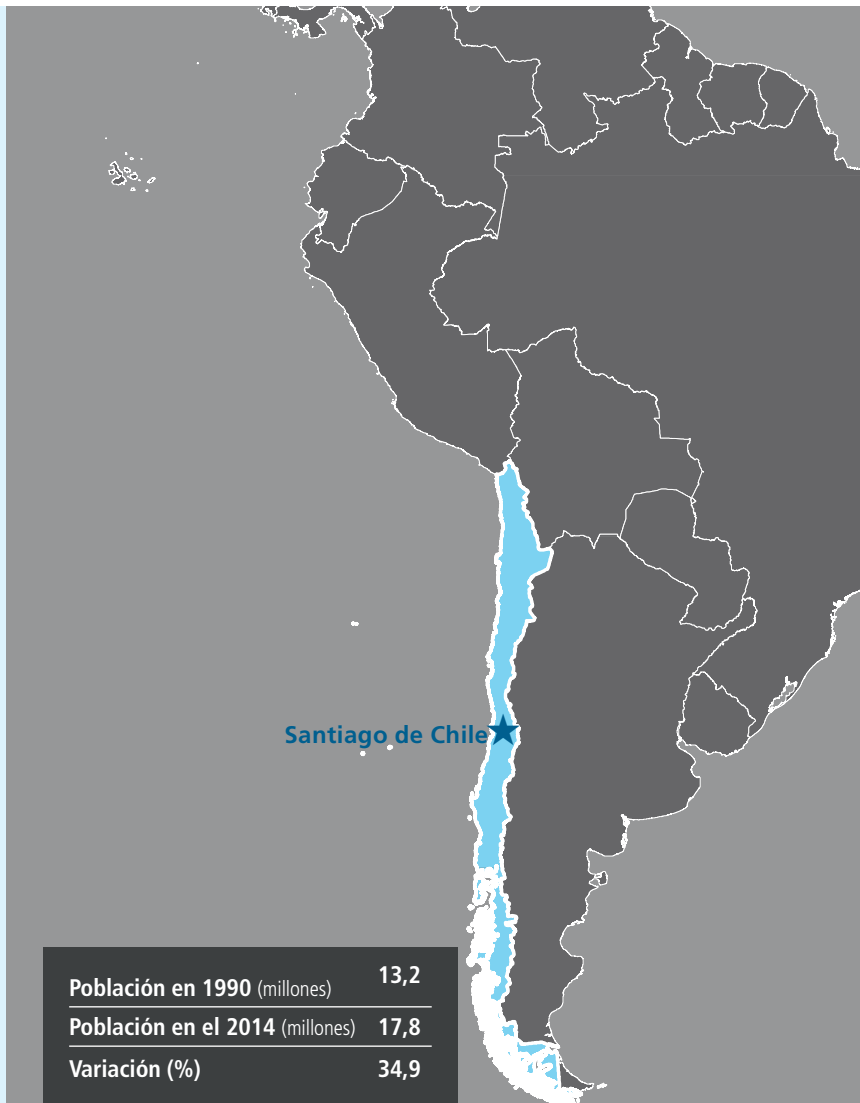 Santiago de Chile
Población en 1990 (millones) 13,2
Población en el 2014 (millones) 17,8
Variación (%) 34,9